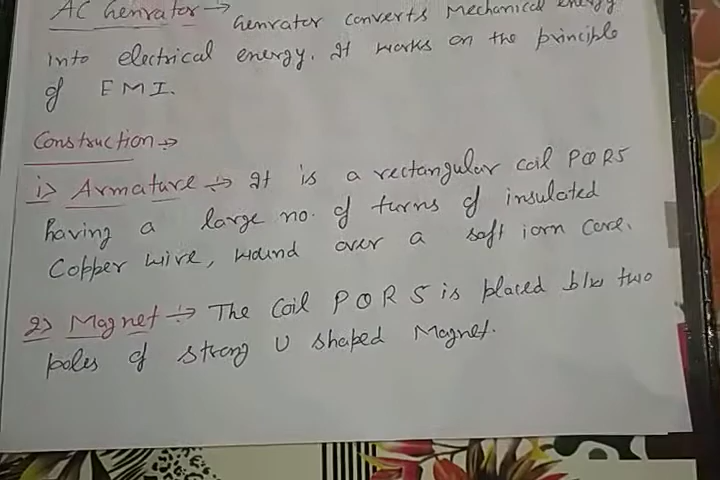 AC Genrator → Genrator converts Mechanical energy
into electrical energy. It works on the principle
of EMI.
Construction →
1) Armature → It is a rectangular coil PQRS
having a large no. of turns of insulated
Copper wire, wound over a soft iorn Core.
2) Magnet → The Coil PQRS is placed b/w two
poles of strong U shaped Magnet.